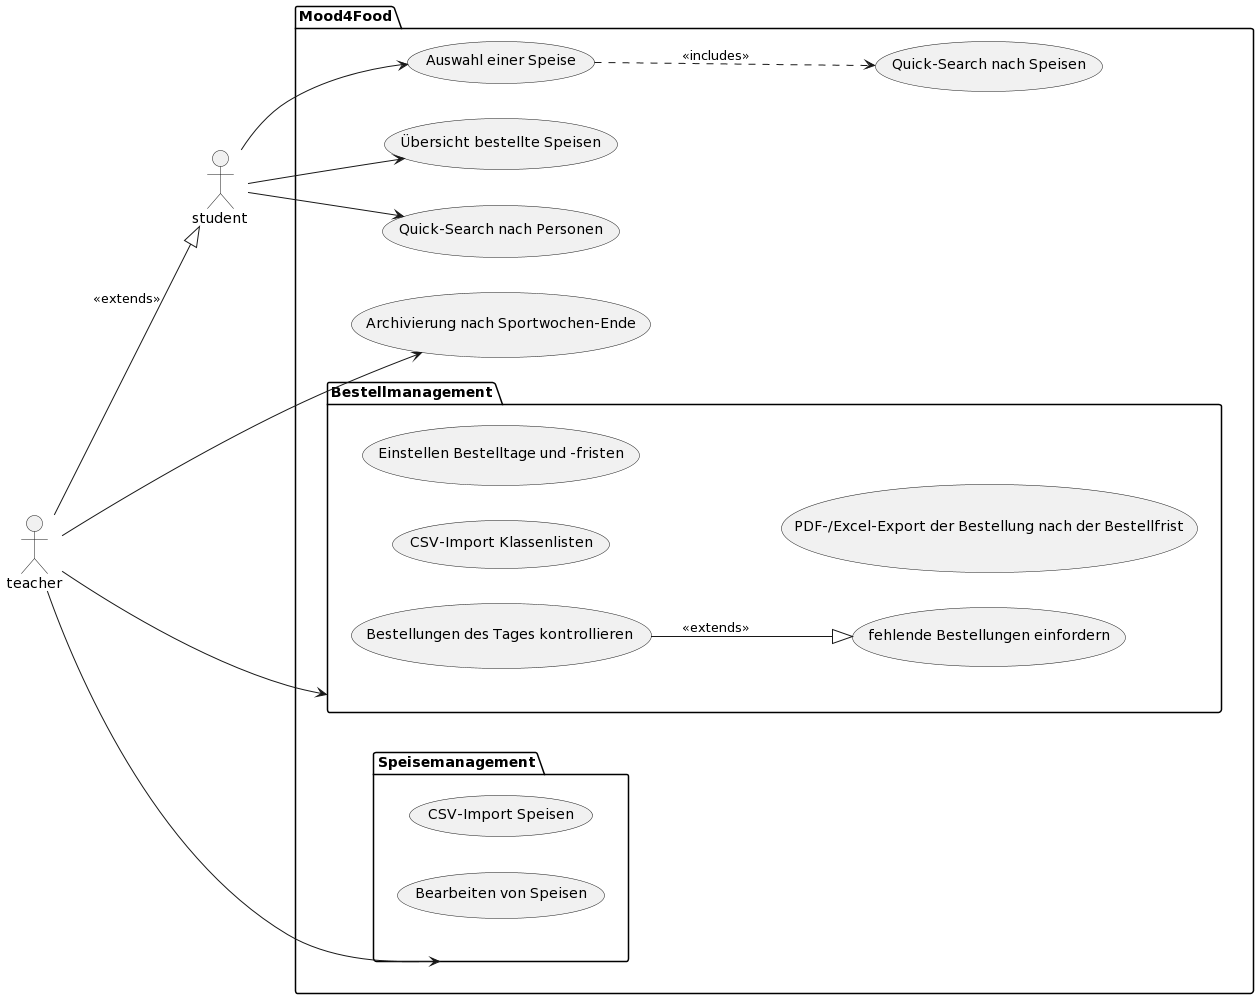 Mood4Food
Auswahl einer Speise
«includes»
Quick-Search nach Speisen
Übersicht bestellte Speisen
student
Quick-Search nach Personen
«extends»
Archivierung nach Sportwochen-Ende
Bestellmanagement
Einstellen Bestelltage und -fristen
PDF-/Excel-Export der Bestellung nach der Bestellfrist
CSV-Import Klassenlisten
teacher
Bestellungen des Tages kontrollieren
«extends»
fehlende Bestellungen einfordern
Speisemanagement
CSV-Import Speisen
Bearbeiten von Speisen